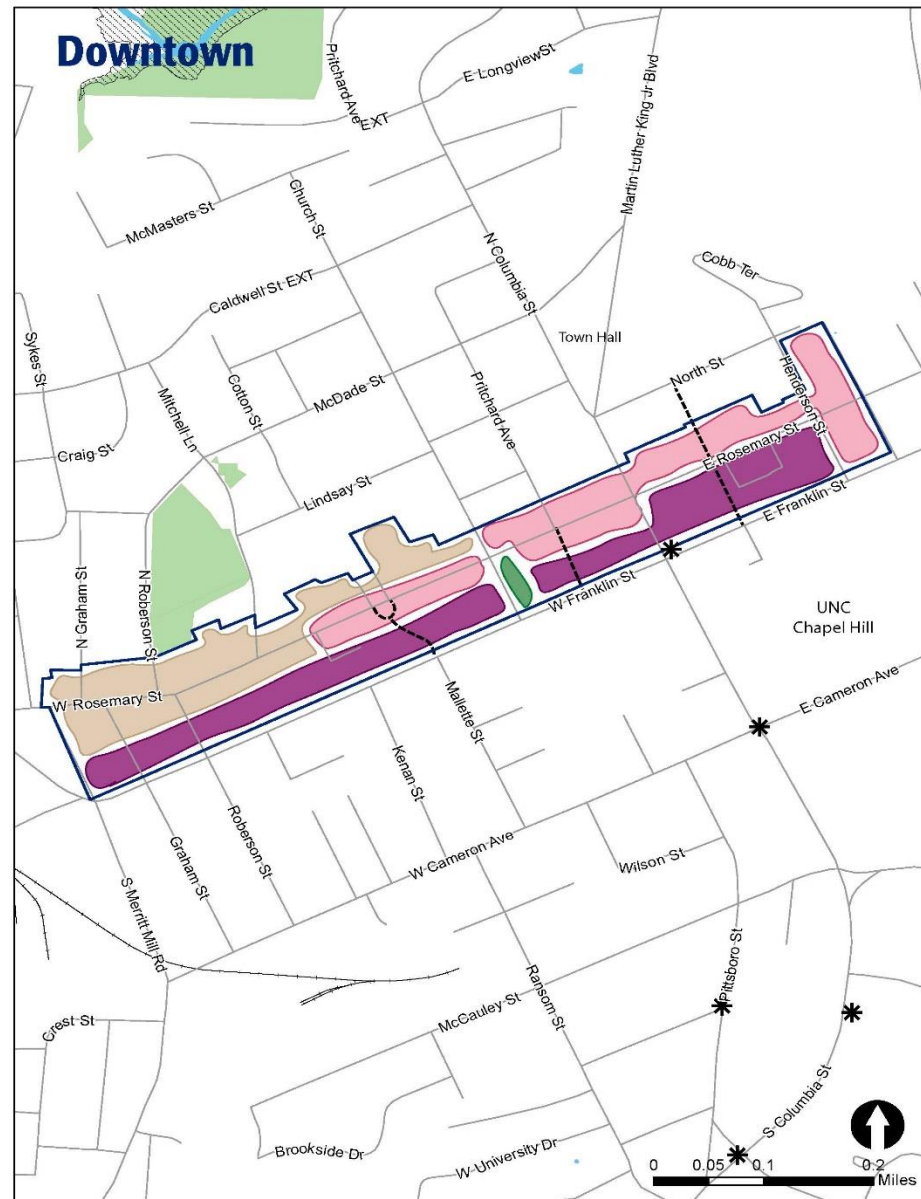 Downtown
Pritchard Ave
EXT
E Longview St
Martin Luther King Jr Blvd
McMasters St
Church St
N Columbia St
Cobb Ter
Caldwell St EXT
Town Hall
Sykes St
Mitchell Ln
Cotton St
McDade St
Pritchard Ave
North St
Henderson St
Craig St
E Rosemary St
Lindsay St
E Franklin St
N Graham St
N Roberson St
W Franklin St
UNC
Chapel Hill
W Rosemary St
E Cameron Ave
Mallette St
Kenan St
Graham St
Roberson St
W Cameron Ave
Wilson St
S Merritt Mill Rd
Pittsboro St
Ransom St
McCauley St
Crest St
S Columbia St
Brookside Dr
W University Dr
0 0.05 0.1 0.2
Miles